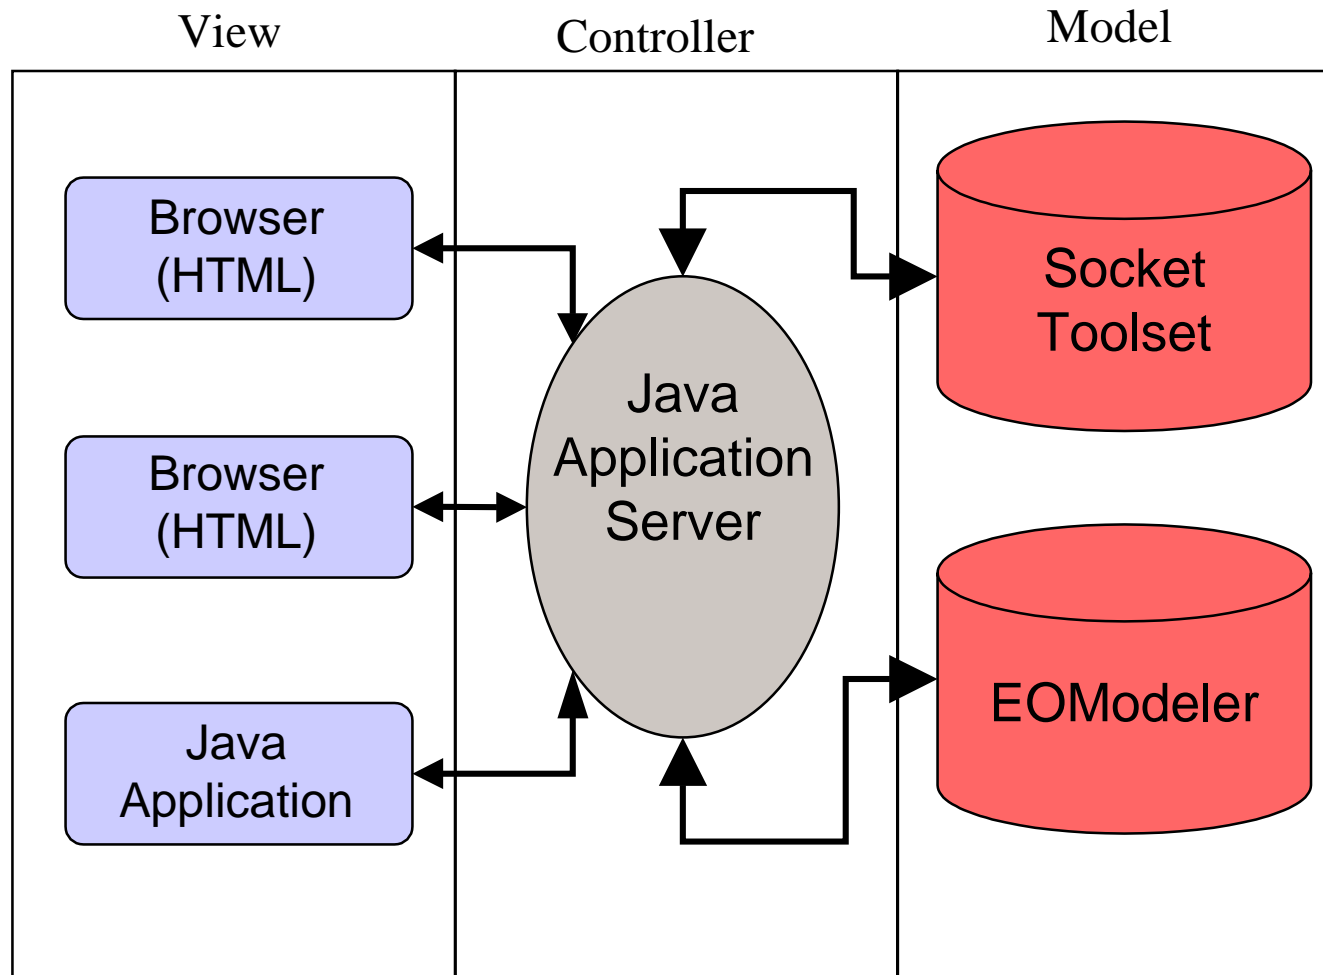 View
Controller
Model
Browser
(HTML)
Browser
(HTML)
Java
Application
Java
Application
Server
Socket
Toolset
EOModeler